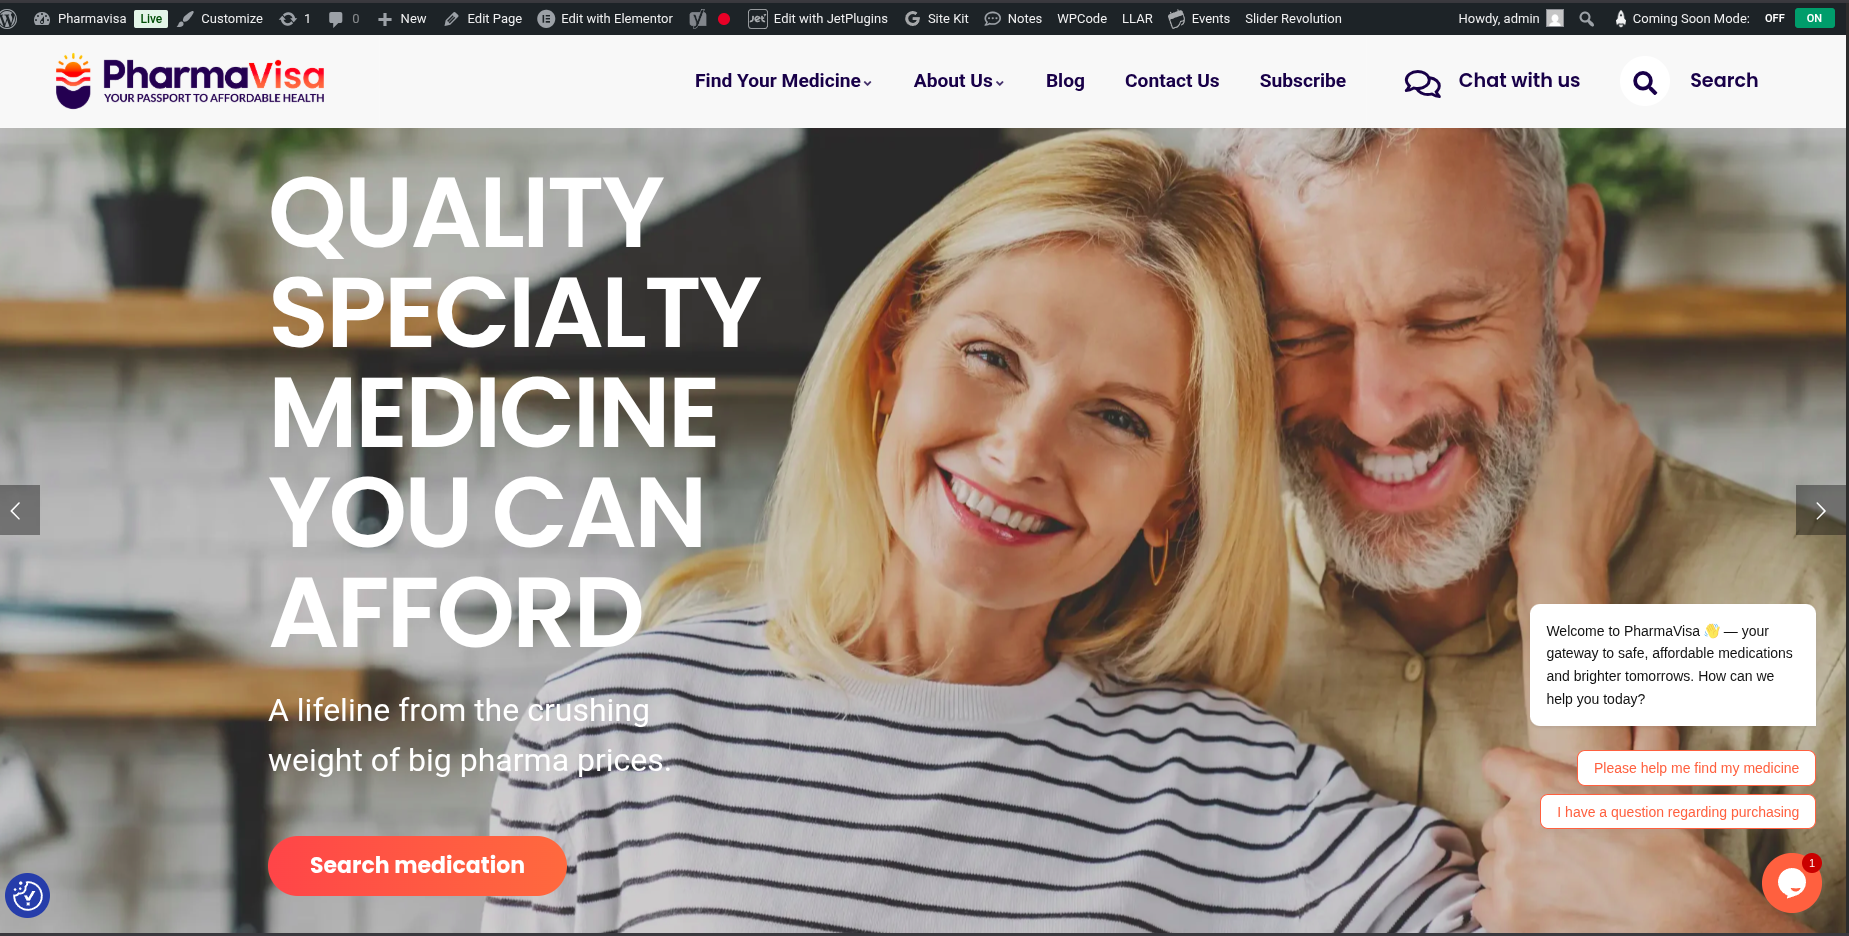 Pharmavisa Live Customize 1 0 New Edit Page Edit with Elementor Edit with JetPlugins Site Kit Notes WPCode LLAR Events Slider Revolution Howdy, admin Coming Soon Mode: OFF ON
PharmaVisa
YOUR PASSPORT TO AFFORDABLE HEALTH
Find Your Medicine About Us Blog Contact Us Subscribe Chat with us Search
QUALITY
SPECIALTY
MEDICINE
YOU CAN
AFFORD
A lifeline from the crushing
weight of big pharma prices.
Search medication
Welcome to PharmaVisa 👋 — your
gateway to safe, affordable medications
and brighter tomorrows. How can we
help you today?
Please help me find my medicine
I have a question regarding purchasing
1